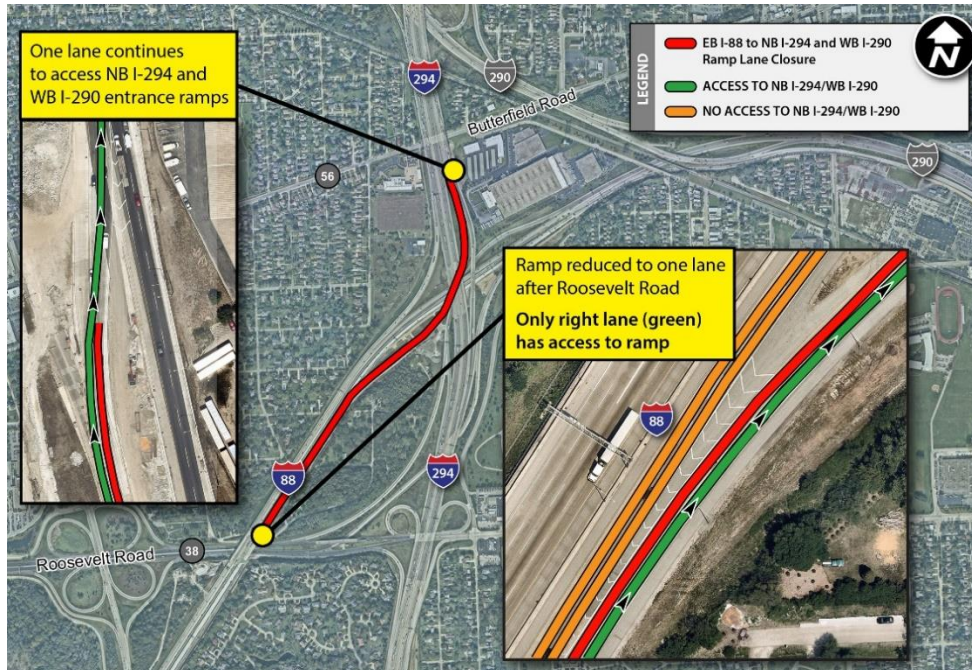 One lane continues
to access NB I-294 and
WB I-290 entrance ramps
294
290
Butterfield Road
LEGEND
EB I-88 to NB I-294 and WB I-290
Ramp Lane Closure
ACCESS TO NB I-294/WB I-290
NO ACCESS TO NB I-294/WB I-290
N
290
56
Ramp reduced to one lane
after Roosevelt Road
Only right lane (green)
has access to ramp
88
88
294
Roosevelt Road
38